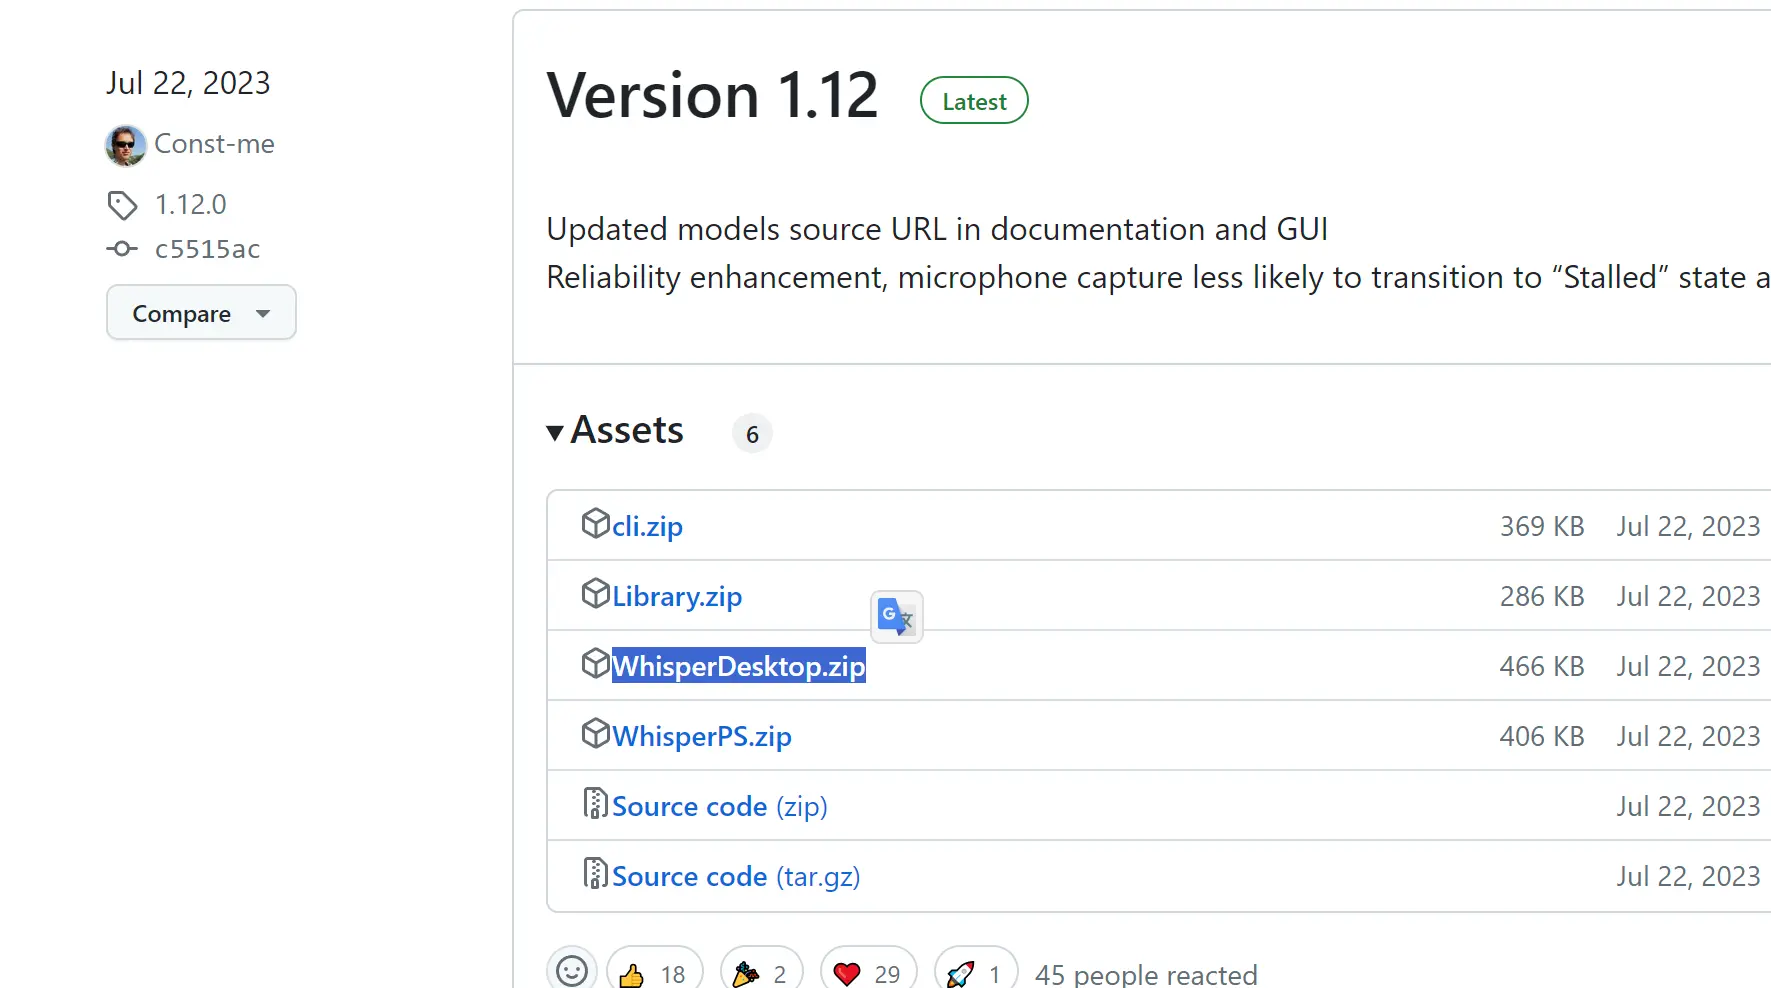 Jul 22, 2023
Const-me
1.12.0
c5515ac
Compare
Version 1.12 Latest
Updated models source URL in documentation and GUI
Reliability enhancement, microphone capture less likely to transition to “Stalled” state a
Assets 6
cli.zip 369 KB Jul 22, 2023
Library.zip 286 KB Jul 22, 2023
WhisperDesktop.zip 466 KB Jul 22, 2023
WhisperPS.zip 406 KB Jul 22, 2023
Source code (zip) Jul 22, 2023
Source code (tar.gz) Jul 22, 2023
18 2 29 1 45 people reacted